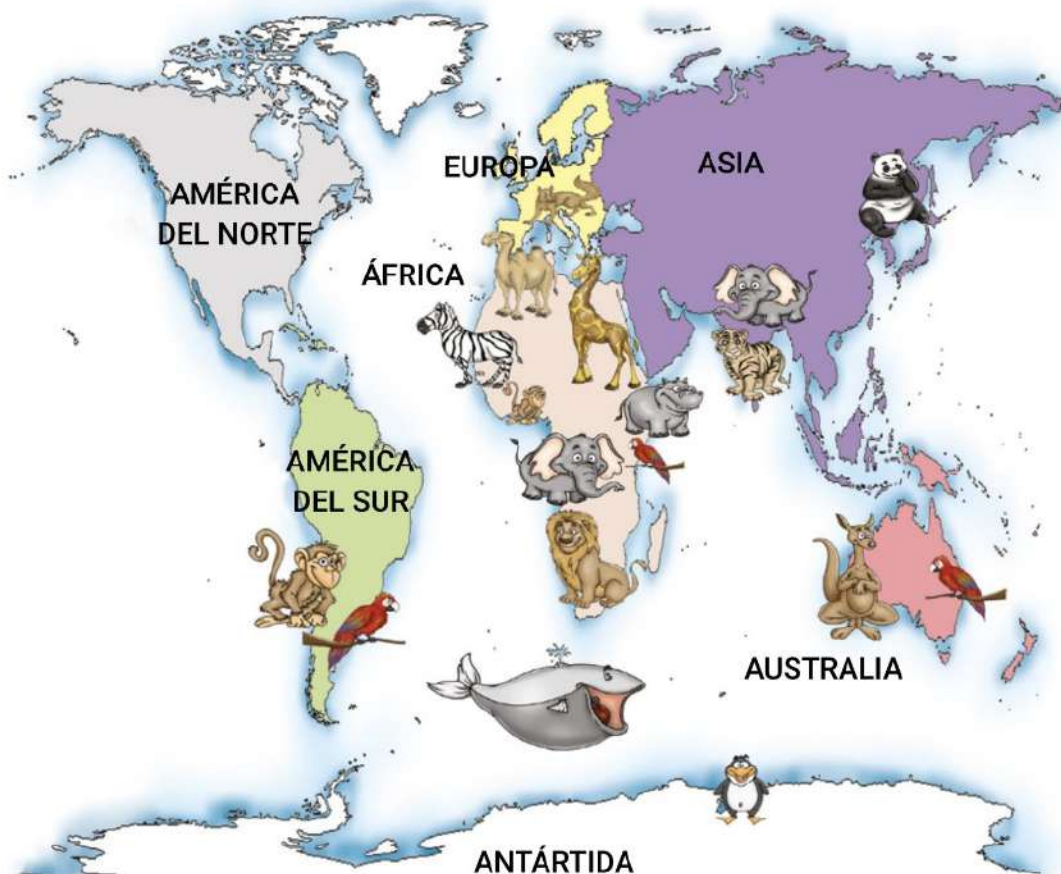 EUROPA
ASIA
AMÉRICA
DEL NORTE
ÁFRICA
AMÉRICA
DEL SUR
AUSTRALIA
ANTÁRTIDA